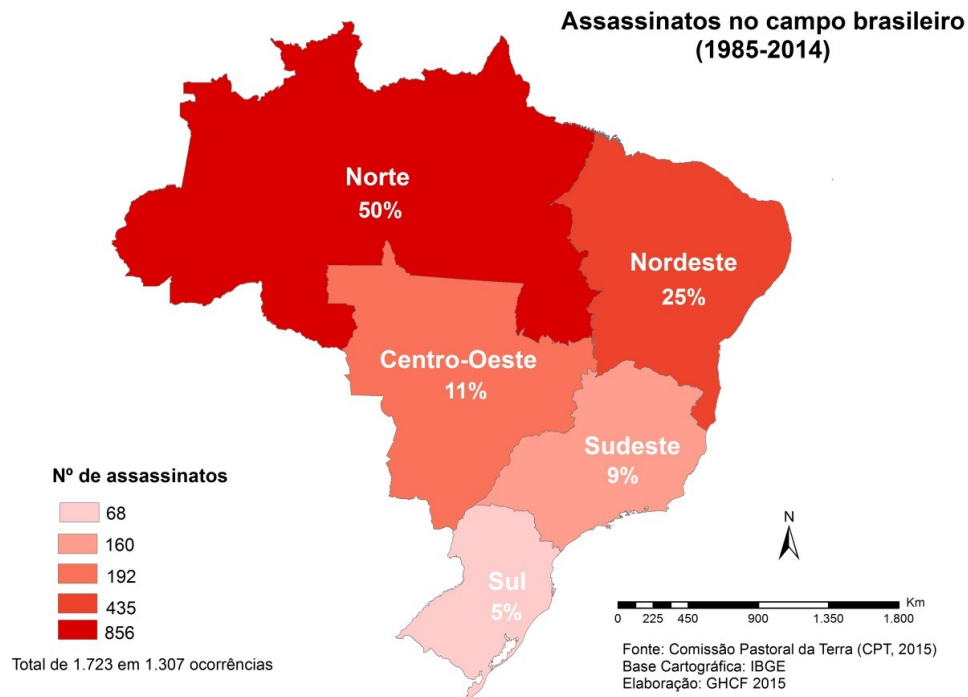 Assassinatos no campo brasileiro
(1985-2014)
Norte
50%
Nordeste
25%
Centro-Oeste
11%
Sudeste
9%
Sul
5%
Nº de assassinatos
68
160
192
435
856
Total de 1.723 em 1.307 ocorrências
N
Km
0 225 450 900 1.350 1.800
Fonte: Comissão Pastoral da Terra (CPT, 2015)
Base Cartográfica: IBGE
Elaboração: GHCF 2015